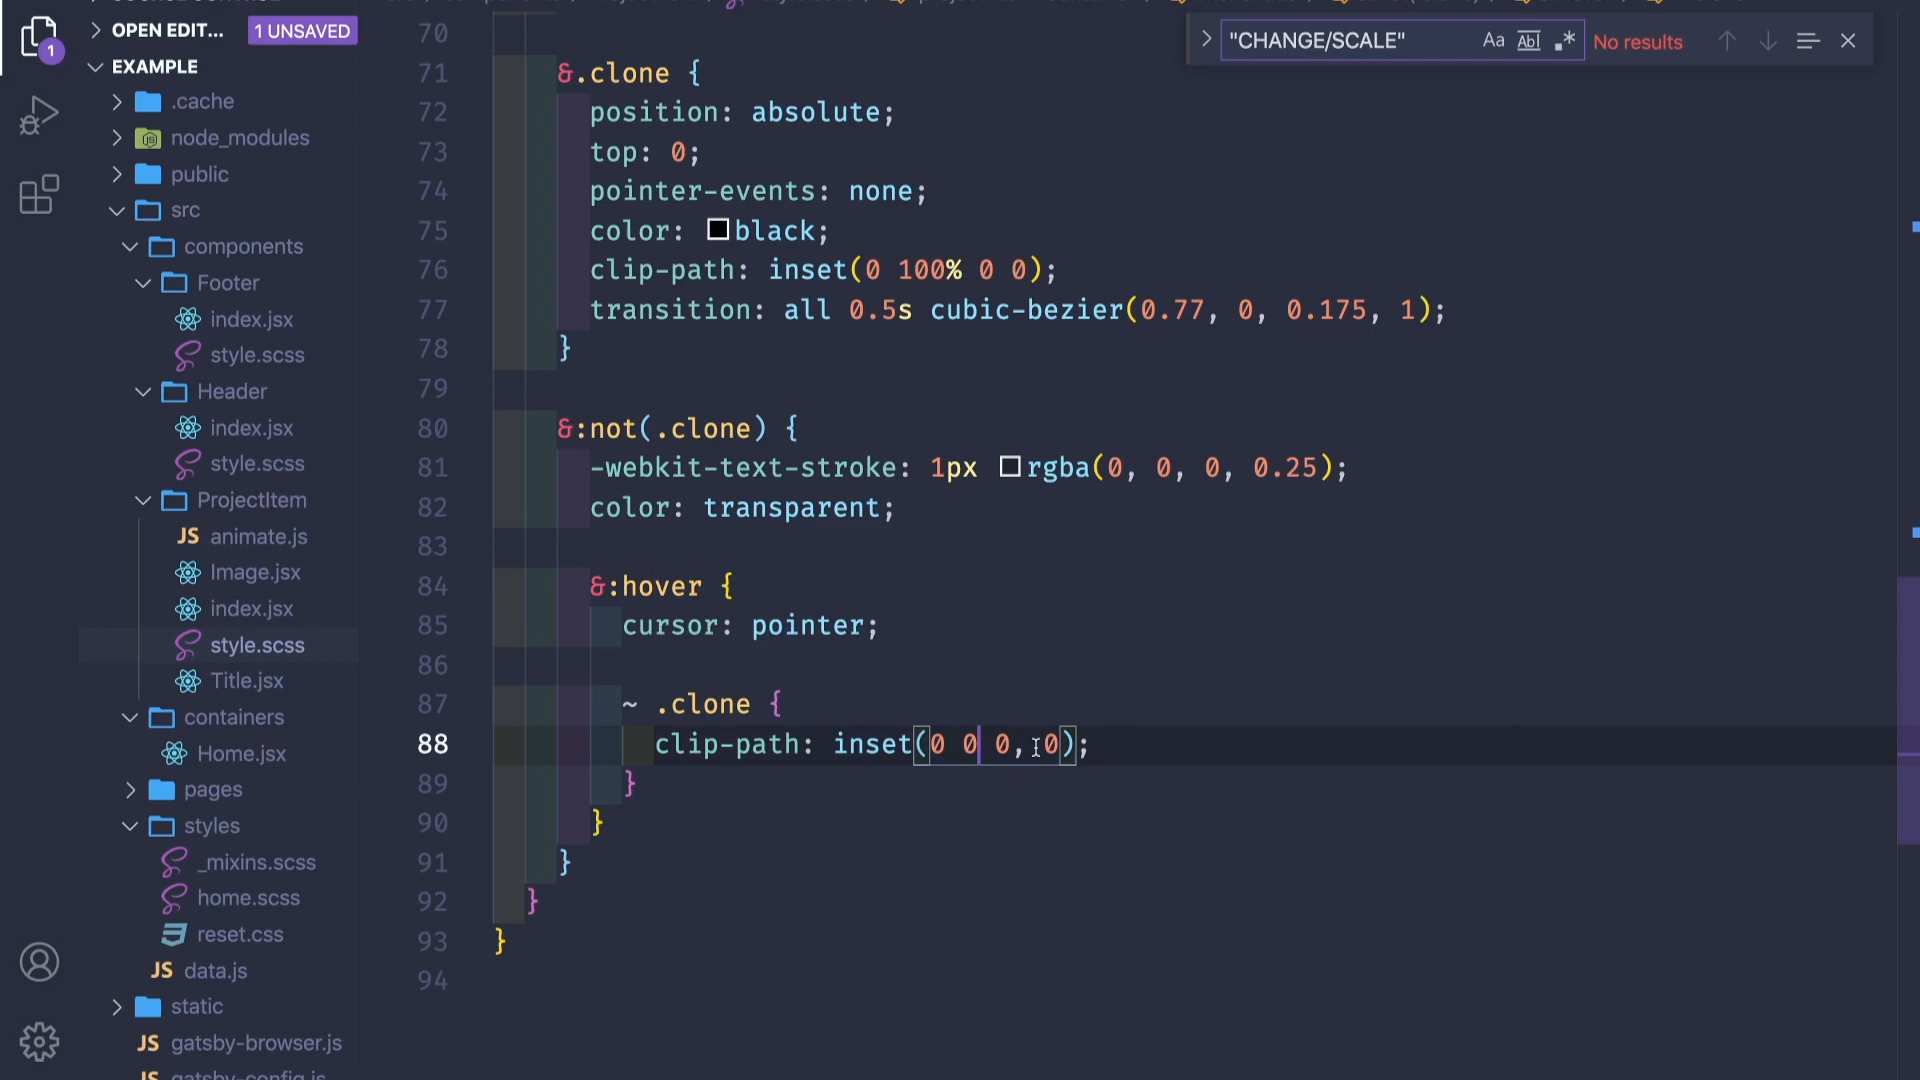 OPEN EDIT... 1 UNSAVED
1
EXAMPLE
.cache
node_modules
public
src
components
Footer
index.jsx
style.scss
Header
index.jsx
style.scss
ProjectItem
JS animate.js
Image.jsx
index.jsx
style.scss
Title.jsx
containers
Home.jsx
pages
styles
_mixins.scss
home.scss
reset.css
JS data.js
static
JS gatsby-browser.js
JS gatsby-config.js
"CHANGE/SCALE" Aa Abl .* No results
70
71 &.clone {
72 position: absolute;
73 top: 0;
74 pointer-events: none;
75 color: black;
76 clip-path: inset(0 100% 0 0);
77 transition: all 0.5s cubic-bezier(0.77, 0, 0.175, 1);
78 }
79
80 &:not(.clone) {
81 -webkit-text-stroke: 1px rgba(0, 0, 0, 0.25);
82 color: transparent;
83
84 &:hover {
85 cursor: pointer;
86
87 ~ .clone {
88 clip-path: inset(0 0 0, 0);
89 }
90 }
91 }
92 }
93 }
94